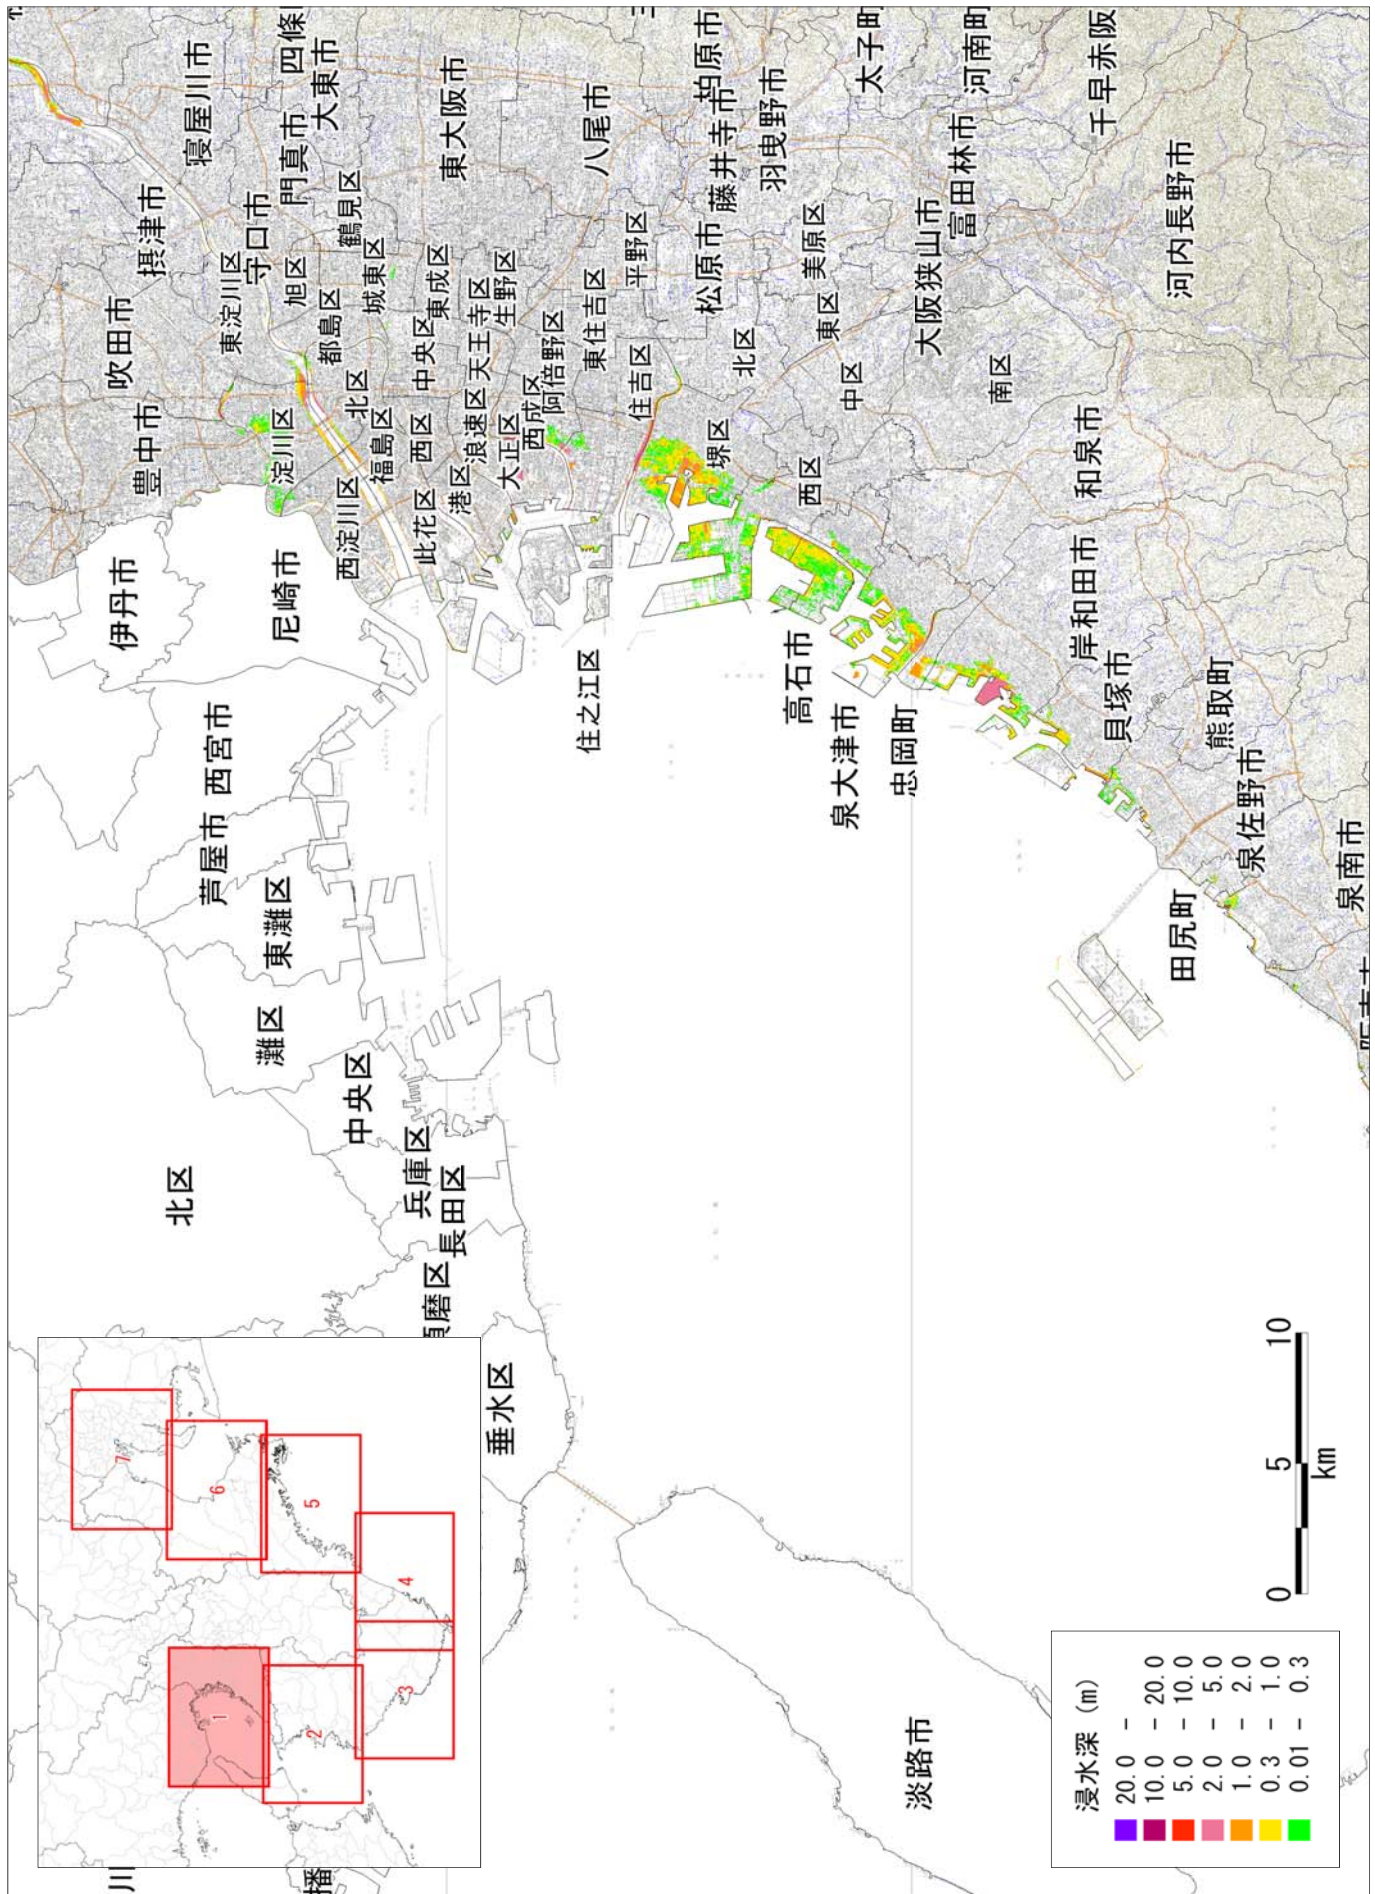 寝屋川市
四條
大東市
門真市
東大阪市
八尾市
柏原市
藤井寺市
羽曳野市
太子町
河南町
千早赤阪
摂津市
守口市
鶴見区
旭区
城東区
東成区
生野区
平野区
松原市
美原区
富田林市
河内長野市
吹田市
東淀川区
都島区
中央区
天王寺区
阿倍野区
東住吉区
住吉区
北区
東区
大阪狭山市
豊中市
淀川区
北区
福島区
西区
浪速区
西成区
大正区
堺区
中区
南区
西淀川区
此花区
港区
西区
和泉市
伊丹市
尼崎市
住之江区
高石市
岸和田市
西宮市
泉大津市
忠岡町
貝塚市
熊取町
芦屋市
東灘区
泉佐野市
泉南市
灘区
田尻町
中央区
北区
兵庫区
長田区
須磨区
垂水区
淡路市
川
播
1
2
3
4
5
6
7
浸水深 (m)
20.0 -
10.0 - 20.0
5.0 - 10.0
2.0 - 5.0
1.0 - 2.0
0.3 - 1.0
0.01 - 0.3
0 5 10
km